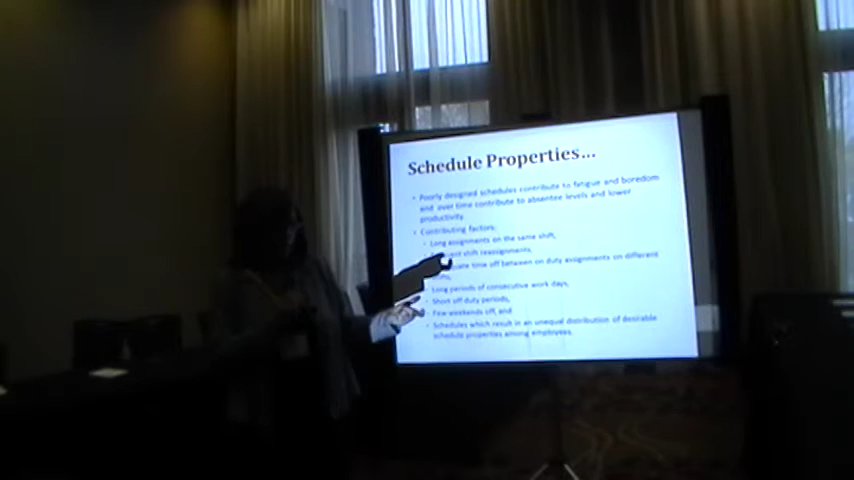 Schedule Properties...
• Poorly designed schedules contribute to fatigue and boredom
and over time contribute to absentee levels and lower
productivity.
• Contributing factors:
◦ Long assignments on the same shift,
shift reassignments,
time off between on duty assignments on different
◦ Long periods of consecutive work days,
◦ Short off duty periods,
◦ Few weekends off, and
◦ Schedules which result in an unequal distribution of desirable
schedule properties among employees.